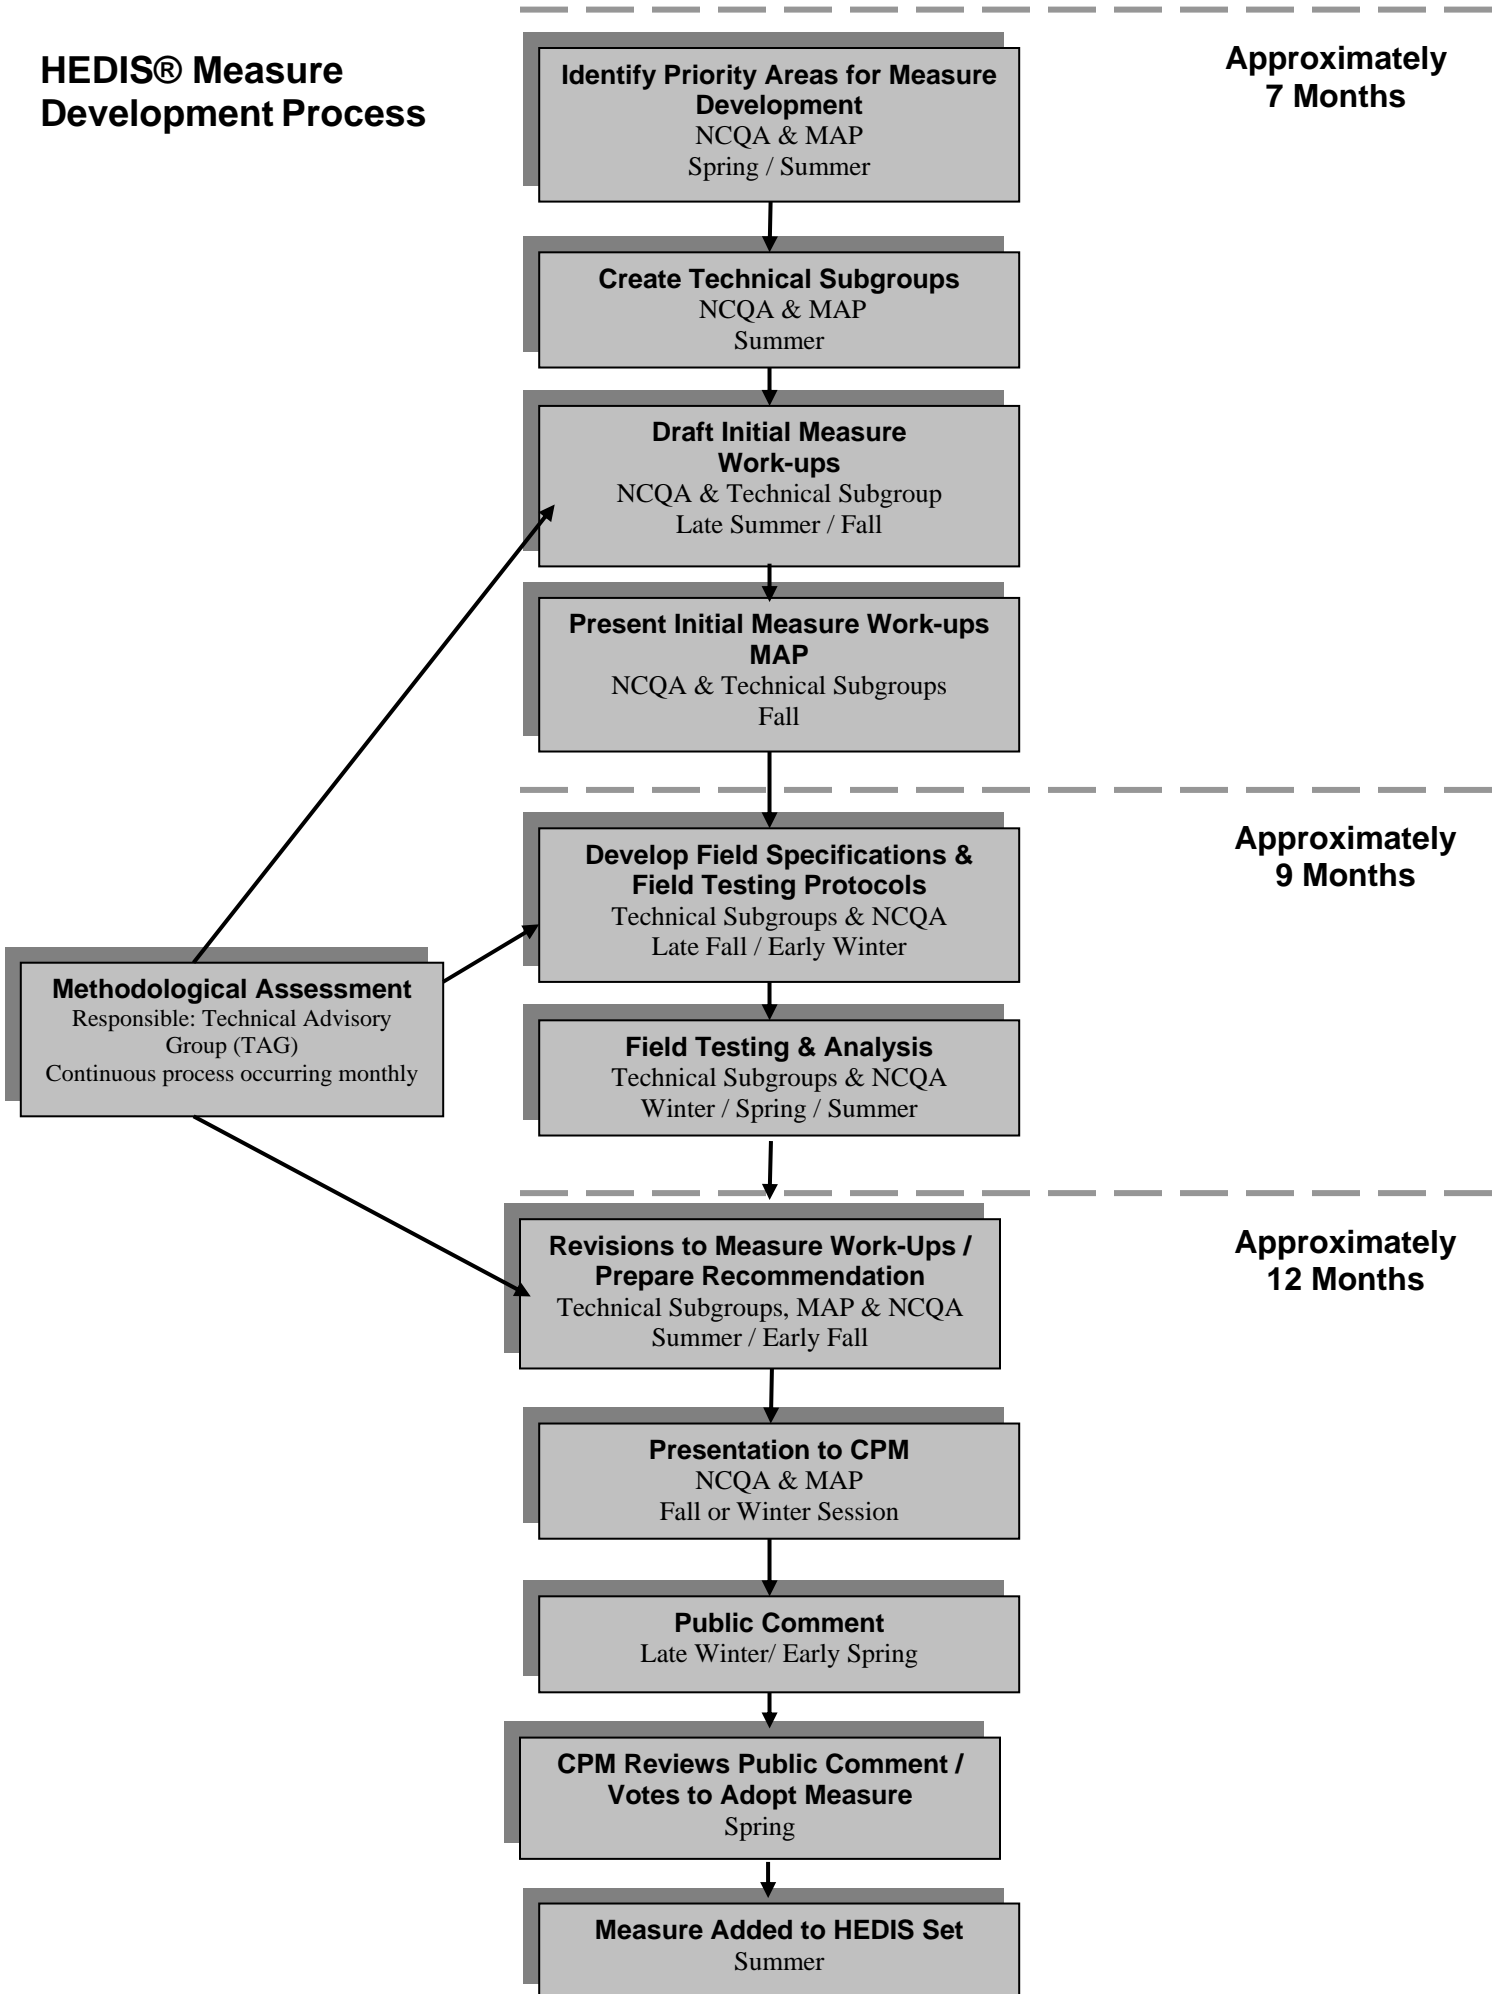 HEDIS® Measure
Development Process
Identify Priority Areas for Measure
Development
NCQA & MAP
Spring / Summer
Approximately
7 Months
Create Technical Subgroups
NCQA & MAP
Summer
Draft Initial Measure
Work-ups
NCQA & Technical Subgroup
Late Summer / Fall
Present Initial Measure Work-ups
MAP
NCQA & Technical Subgroups
Fall
Develop Field Specifications &
Field Testing Protocols
Technical Subgroups & NCQA
Late Fall / Early Winter
Approximately
9 Months
Methodological Assessment
Responsible: Technical Advisory
Group (TAG)
Continuous process occurring monthly
Field Testing & Analysis
Technical Subgroups & NCQA
Winter / Spring / Summer
Revisions to Measure Work-Ups /
Prepare Recommendation
Technical Subgroups, MAP & NCQA
Summer / Early Fall
Approximately
12 Months
Presentation to CPM
NCQA & MAP
Fall or Winter Session
Public Comment
Late Winter/ Early Spring
CPM Reviews Public Comment /
Votes to Adopt Measure
Spring
Measure Added to HEDIS Set
Summer